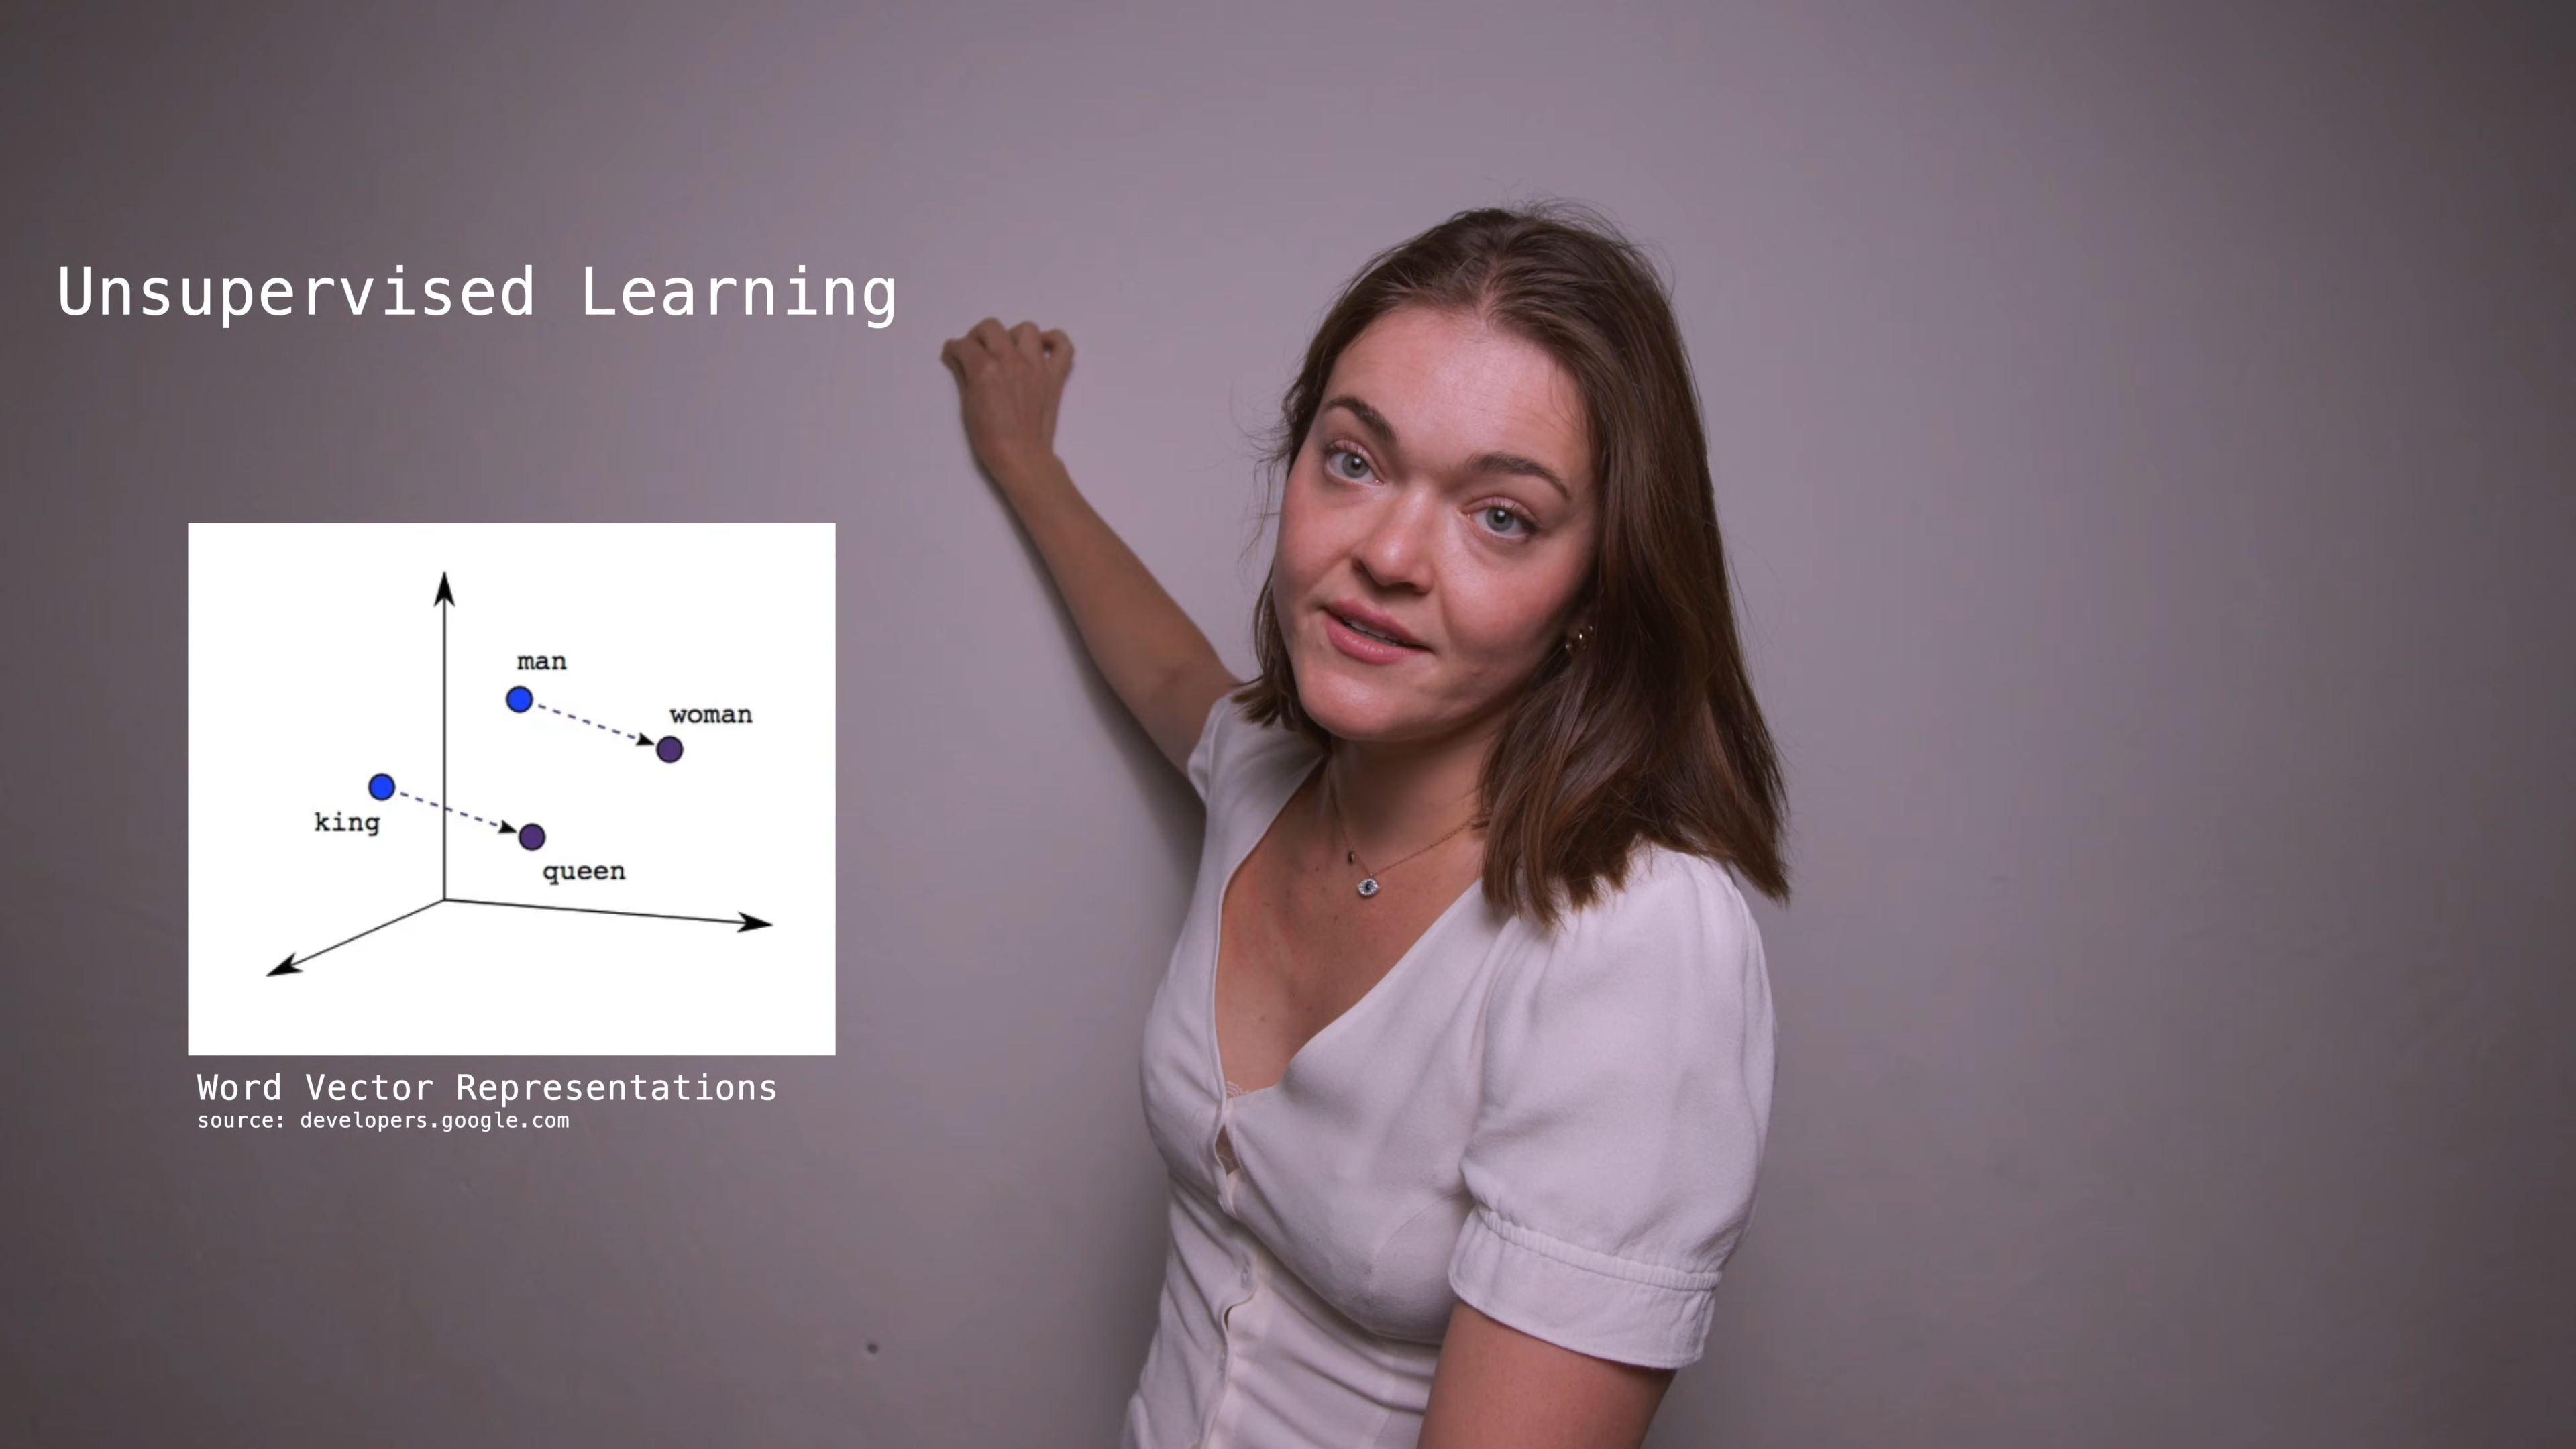 Unsupervised Learning
man
woman
king
queen
Word Vector Representations
source: developers.google.com